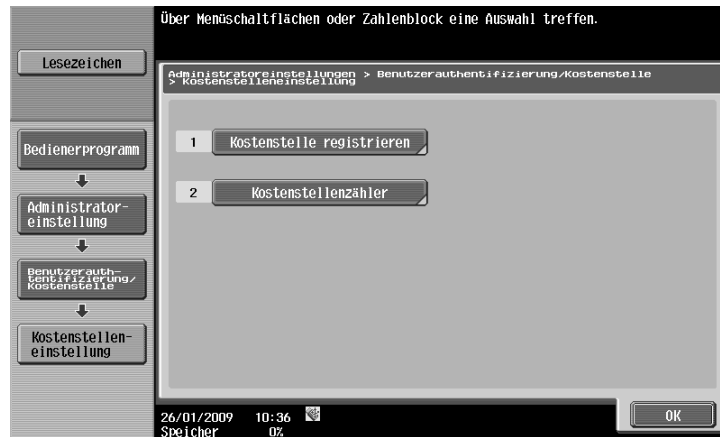 Über Menüschaltflächen oder Zahlenblock eine Auswahl treffen.
Lesezeichen
Administratoreinstellungen > Benutzerauthentifizierung/Kostenstelle
> Kostenstelleneinstellung
Bedienerprogramm
Administrator-
einstellung
Benutzerauth-
tentifizierung/
Kostenstelle
Kostenstellen-
einstellung
1 Kostenstelle registrieren
2 Kostenstellenzähler
26/01/2009 10:36
Speicher 0%
OK